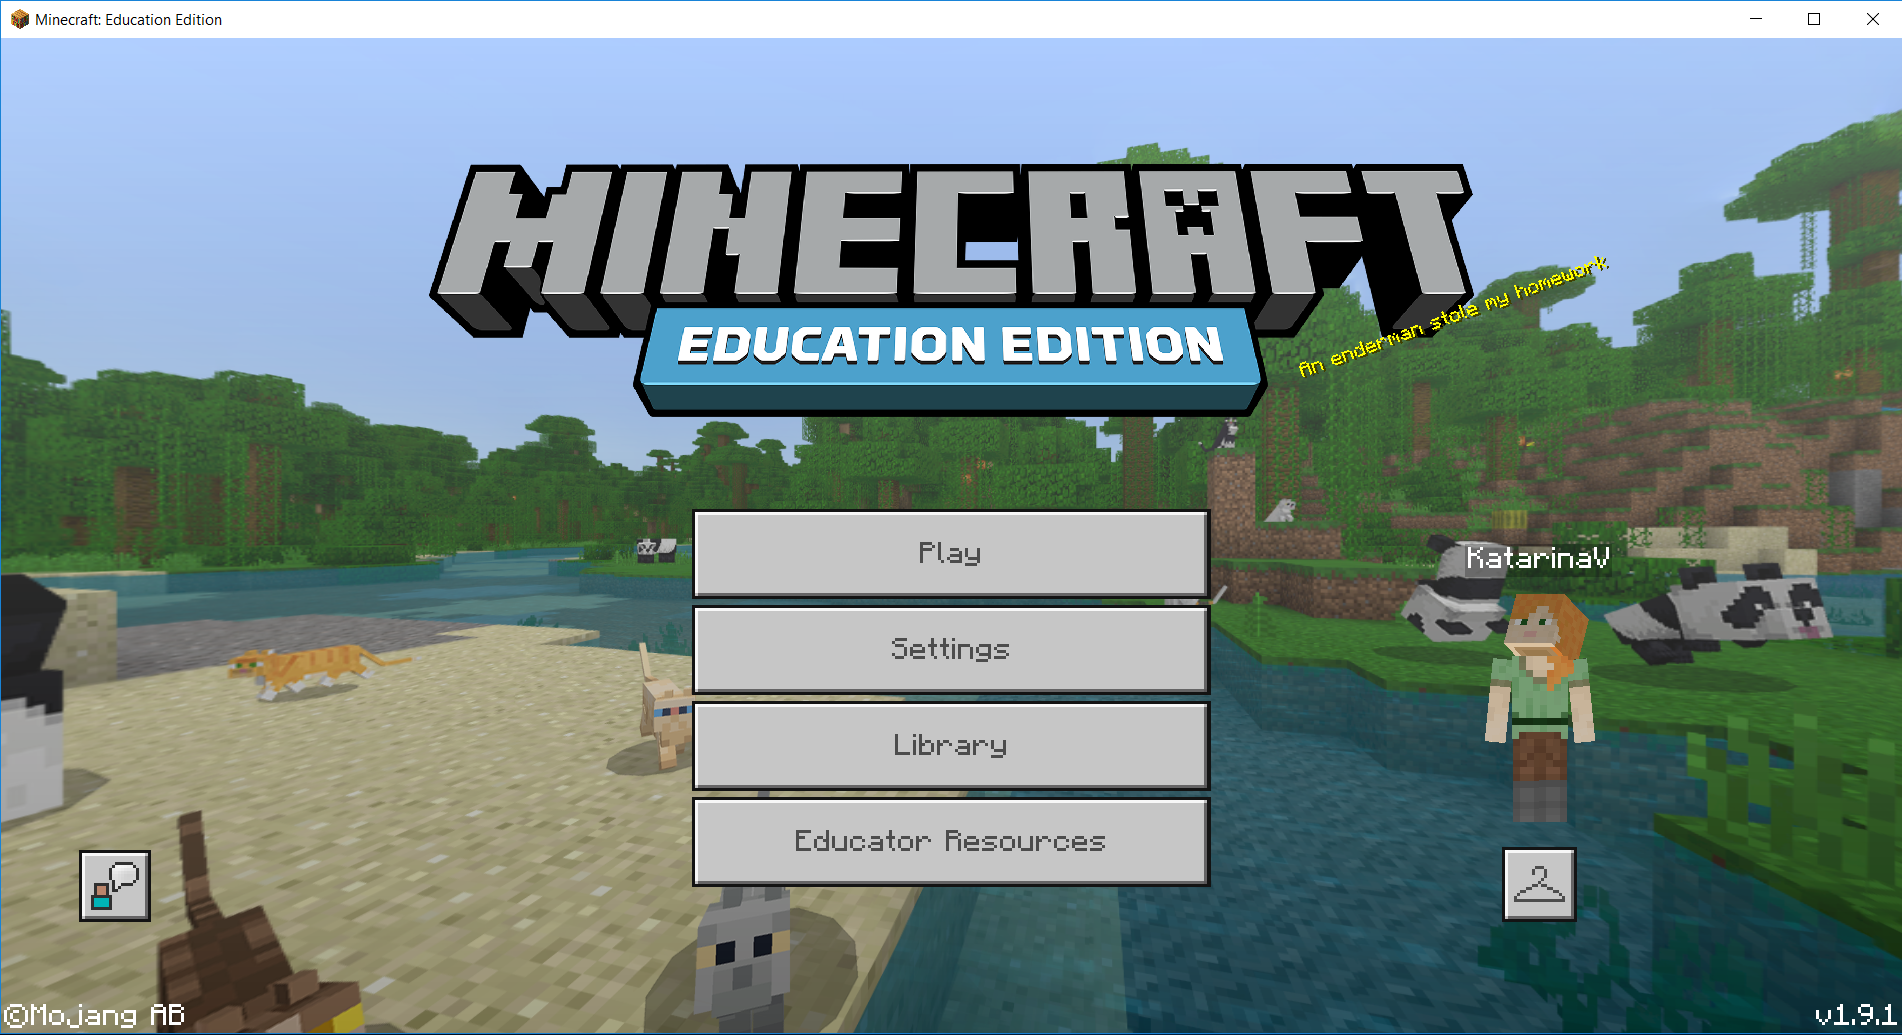 Minecraft: Education Edition
MINECRAFT
EDUCATION EDITION
An enderman stole my homework
Play
KatarinaV
Settings
Library
Educator Resources
©Mojang AB
v1.9.1